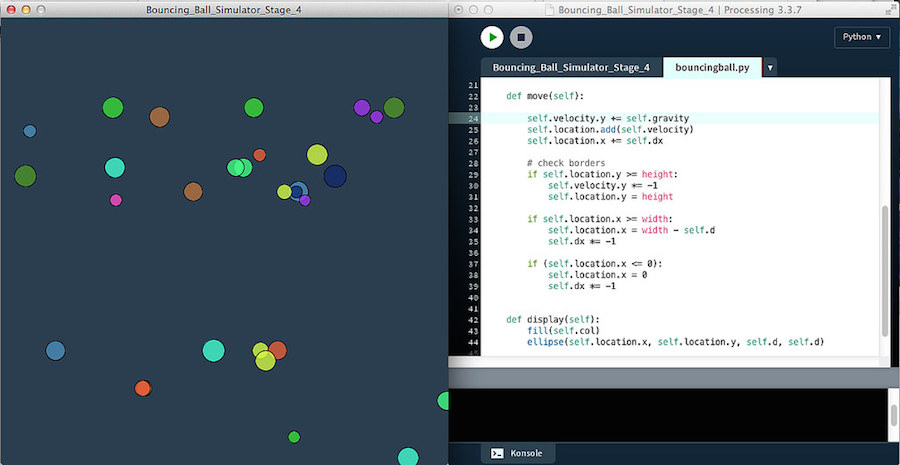 Bouncing_Ball_Simulator_Stage_4
Bouncing_Ball_Simulator_Stage_4 | Processing 3.3.7
Python ▾
Bouncing_Ball_Simulator_Stage_4 bouncingball.py ▾
21
22 def move(self):
23
24 self.velocity.y += self.gravity
25 self.location.add(self.velocity)
26 self.location.x += self.dx
27
28 # check borders
29 if self.location.y >= height:
30 self.velocity.y *= -1
31 self.location.y = height
32
33 if self.location.x >= width:
34 self.location.x = width - self.d
35 self.dx *= -1
36
37 if (self.location.x <= 0):
38 self.location.x = 0
39 self.dx *= -1
40
41
42 def display(self):
43 fill(self.col)
44 ellipse(self.location.x, self.location.y, self.d, self.d)
Konsole